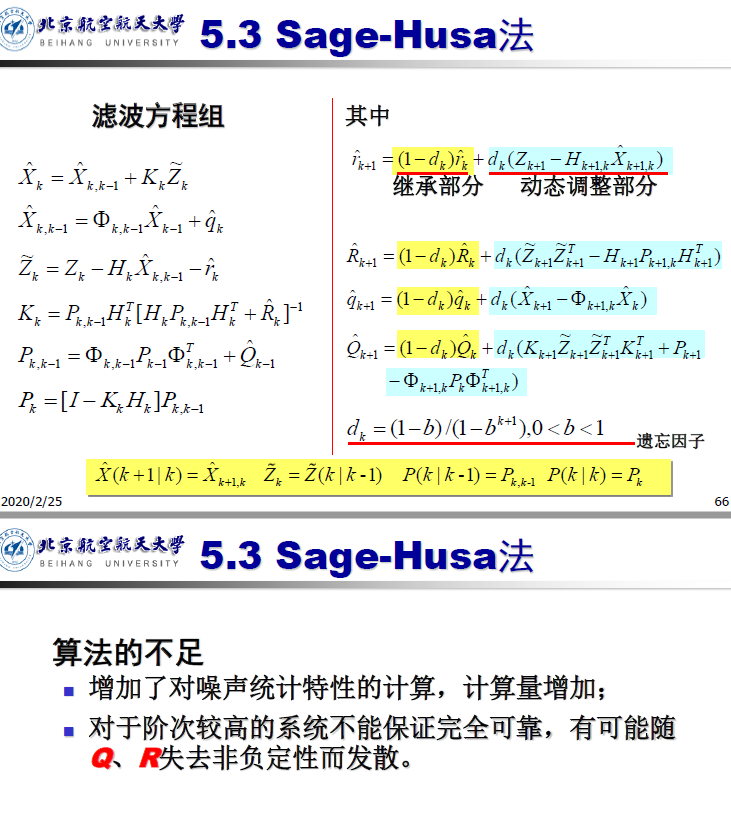 北京航空航天大学
BEIHANG UNIVERSITY
5.3 Sage-Husa法
滤波方程组
$\hat{X}_k = \hat{X}_{k,k-1} + K_k\tilde{Z}_k$
$\hat{X}_{k,k-1} = \Phi_{k,k-1}\hat{X}_{k-1} + \hat{q}_k$
$\tilde{Z}_k = Z_k - H_k\hat{X}_{k,k-1} - \hat{r}_k$
$K_k = P_{k,k-1}H_k^T[H_kP_{k,k-1}H_k^T + \hat{R}_k]^{-1}$
$P_{k,k-1} = \Phi_{k,k-1}P_{k-1}\Phi_{k,k-1}^T + \hat{Q}_{k-1}$
$P_k = [I - K_kH_k]P_{k,k-1}$
其中
$\hat{r}_{k+1} = (1-d_k)\hat{r}_k + d_k(Z_{k+1} - H_{k+1,k}\hat{X}_{k+1,k})$
继承部分 动态调整部分
$\hat{R}_{k+1} = (1-d_k)\hat{R}_k + d_k(\tilde{Z}_{k+1}\tilde{Z}_{k+1}^T - H_{k+1}P_{k+1,k}H_{k+1}^T)$
$\hat{q}_{k+1} = (1-d_k)\hat{q}_k + d_k(\hat{X}_{k+1} - \Phi_{k+1,k}\hat{X}_k)$
$\hat{Q}_{k+1} = (1-d_k)\hat{Q}_k + d_k(K_{k+1}\tilde{Z}_{k+1}\tilde{Z}_{k+1}^TK_{k+1}^T + P_{k+1}$
$-\Phi_{k+1,k}P_k\Phi_{k+1,k}^T)$
$d_k = (1-b)/(1-b^{k+1}), 0<b<1$ 遗忘因子
$\hat{X}(k+1|k) = \hat{X}_{k+1,k}$ $\tilde{Z}_k = \tilde{Z}(k|k-1)$ $P(k|k-1) = P_{k,k-1}$ $P(k|k) = P_k$
2020/2/25 66
北京航空航天大学
BEIHANG UNIVERSITY
5.3 Sage-Husa法
算法的不足
■ 增加了对噪声统计特性的计算，计算量增加；
■ 对于阶次较高的系统不能保证完全可靠，有可能随
Q、R失去非负定性而发散。